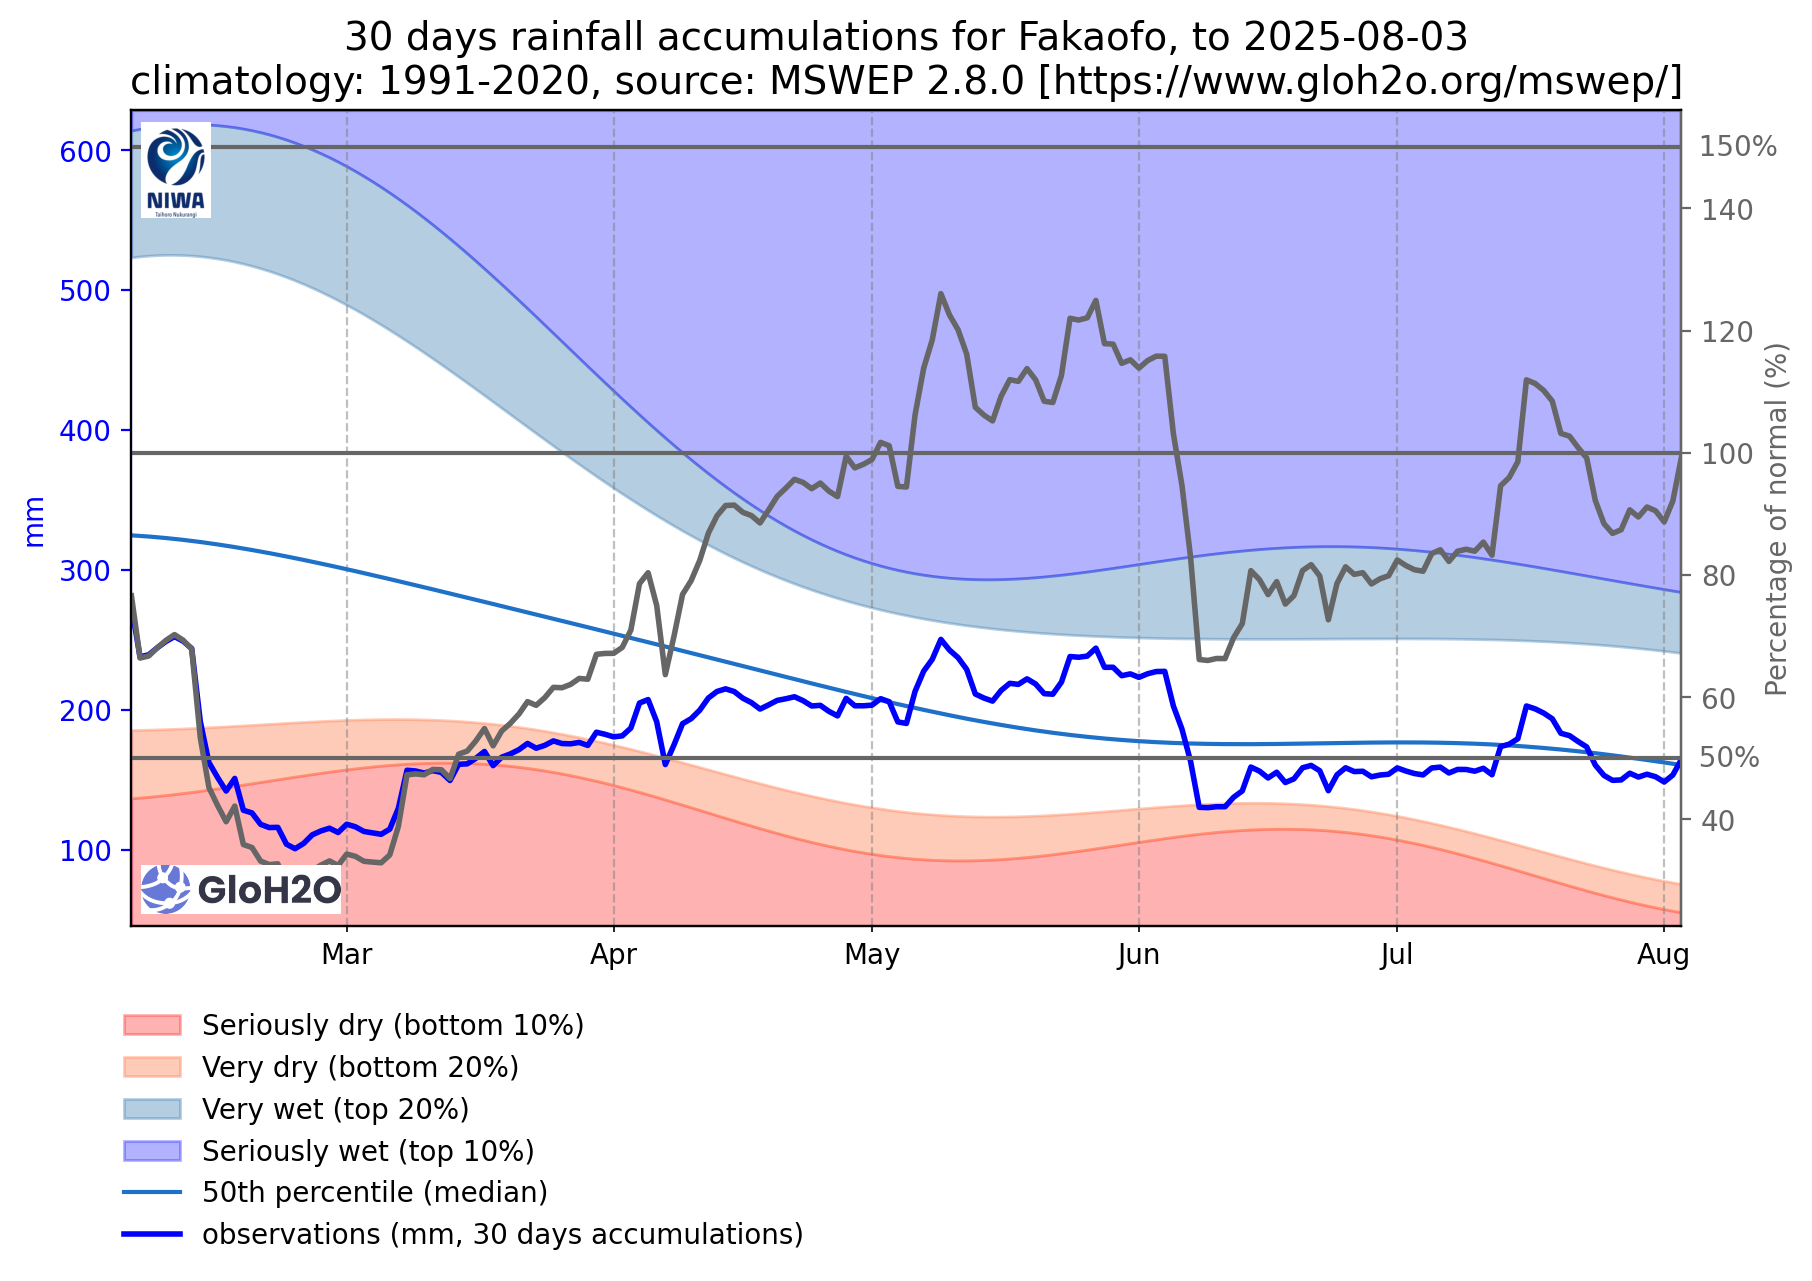 30 days rainfall accumulations for Fakaofo, to 2025-08-03
climatology: 1991-2020, source: MSWEP 2.8.0 [https://www.gloh2o.org/mswep/]
600
500
400
300
200
100
mm
NIWA
Taihoro Nukurangi
GloH2O
150%
140
120
100
80
60
50%
40
Percentage of normal (%)
Mar
Apr
May
Jun
Jul
Aug
Seriously dry (bottom 10%)
Very dry (bottom 20%)
Very wet (top 20%)
Seriously wet (top 10%)
50th percentile (median)
observations (mm, 30 days accumulations)